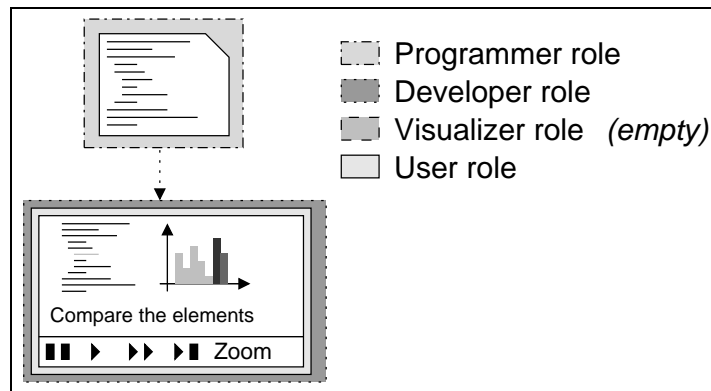 Programmer role
Developer role
Visualizer role (empty)
User role
Compare the elements
Zoom